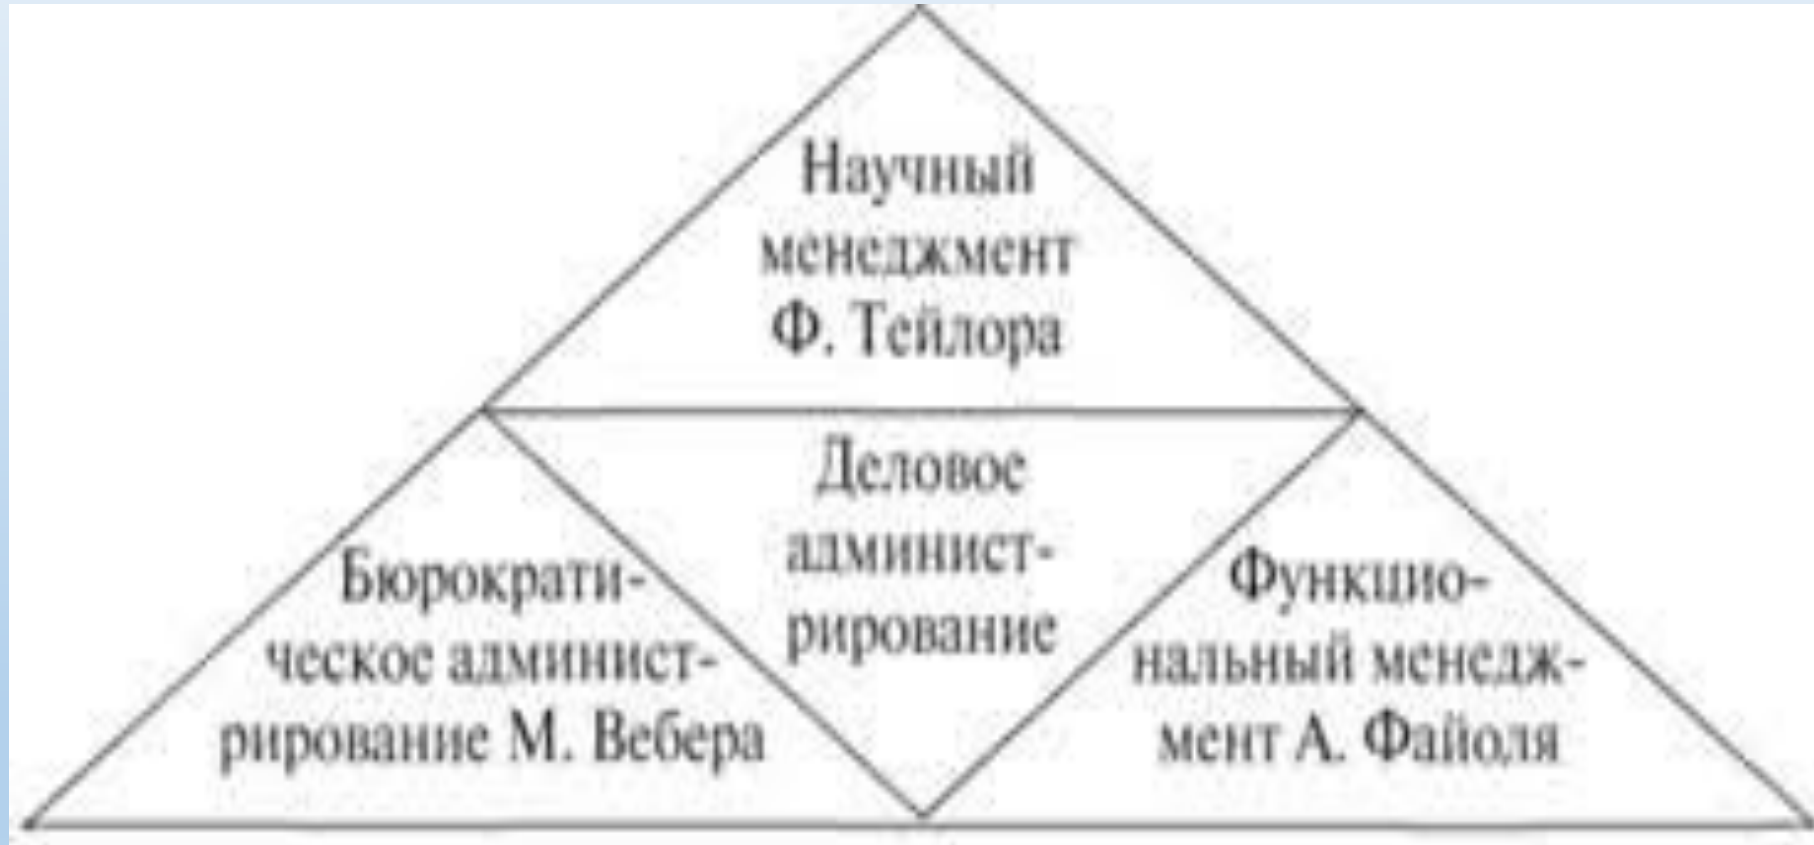 Научный
менеджмент
Ф. Тейлора
Деловое
админист-
рирование
Бюрократи-
ческое админист-
рирование М. Вебера
Функцио-
нальный менедж-
мент А. Файоля